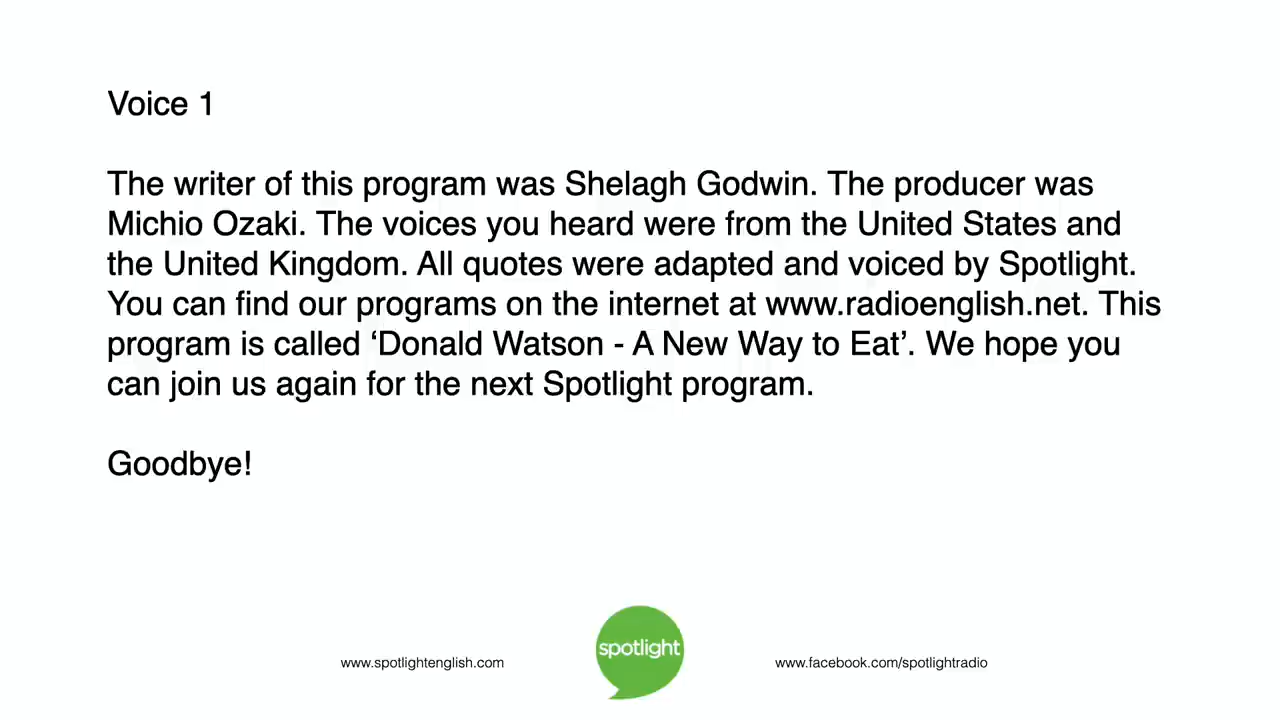 Voice 1
The writer of this program was Shelagh Godwin. The producer was
Michio Ozaki. The voices you heard were from the United States and
the United Kingdom. All quotes were adapted and voiced by Spotlight.
You can find our programs on the internet at www.radioenglish.net. This
program is called ‘Donald Watson - A New Way to Eat’. We hope you
can join us again for the next Spotlight program.
Goodbye!
www.spotlightenglish.com
spotlight
www.facebook.com/spotlightradio